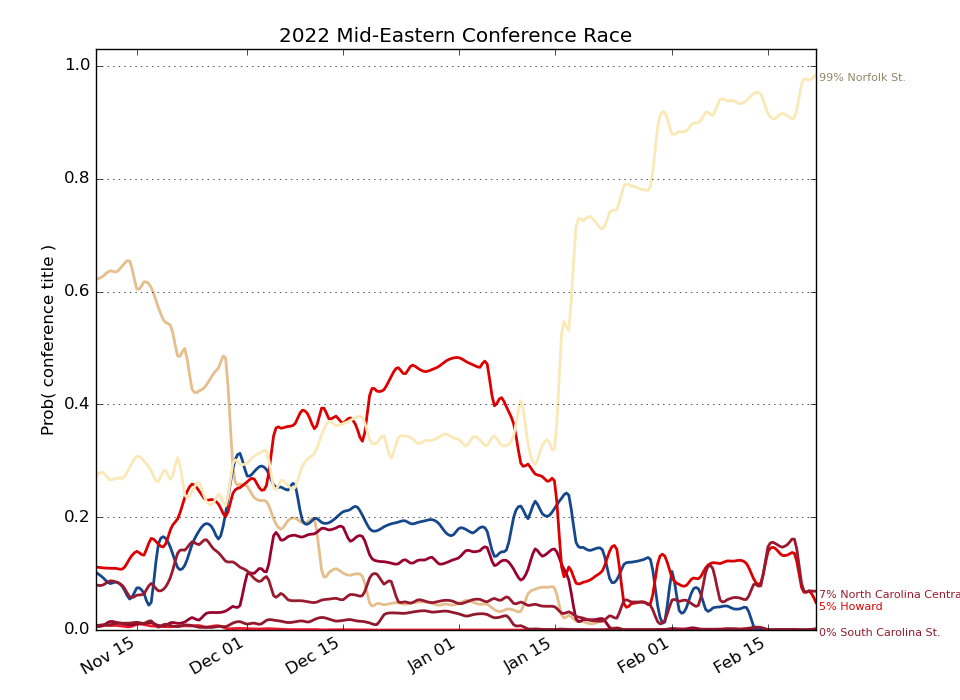 2022 Mid-Eastern Conference Race
1.0
99% Norfolk St.
0.8
0.6
Prob( conference title )
0.4
0.2
7% North Carolina Centra
5% Howard
0.0
0% South Carolina St.
Nov 15
Dec 01
Dec 15
Jan 01
Jan 15
Feb 01
Feb 15